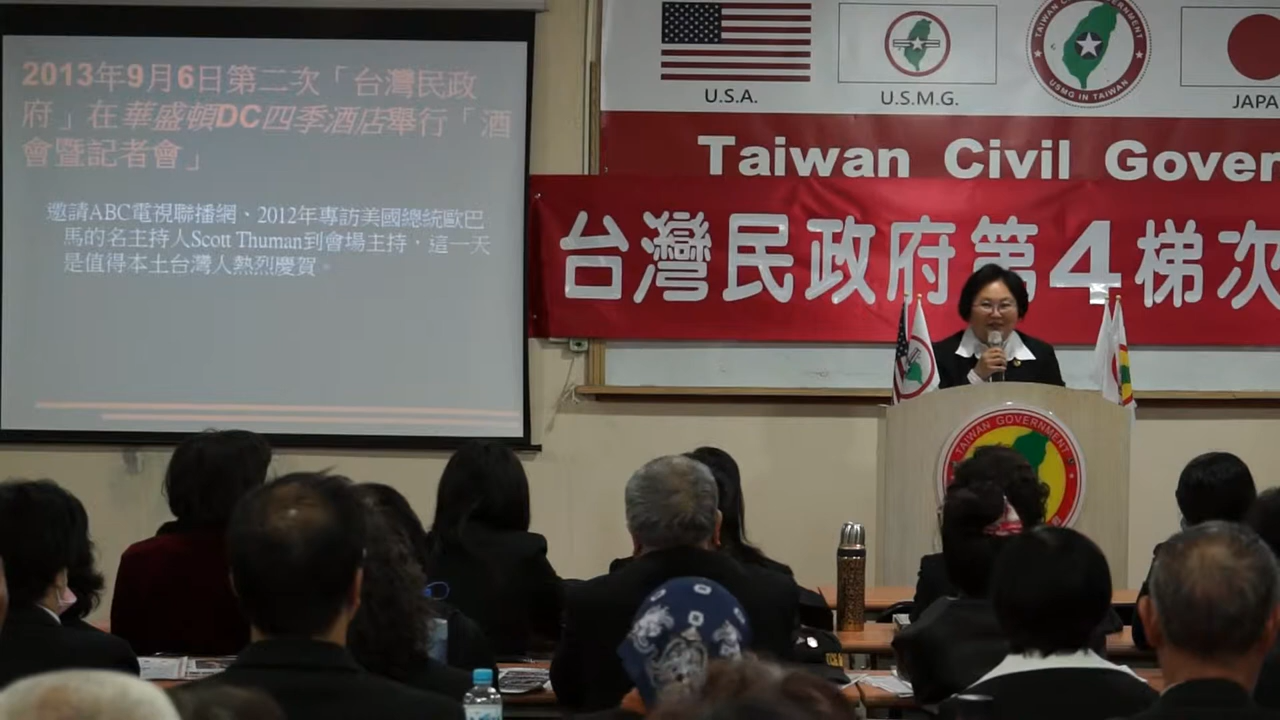 2013年9月6日第二次「台灣民政
府」在華盛頓DC四季酒店舉行「酒
會暨記者會」
邀請ABC電視聯播網、2012年專訪美國總統歐巴
馬的名主持人Scott Thuman到會場主持，這一天
是值得本土台灣人熱烈慶賀。
U.S.A.
U.S.M.G.
USMG IN TAIWAN
JAPA
Taiwan Civil Gover
台灣民政府第4梯次
TAIWAN GOVERNMENT